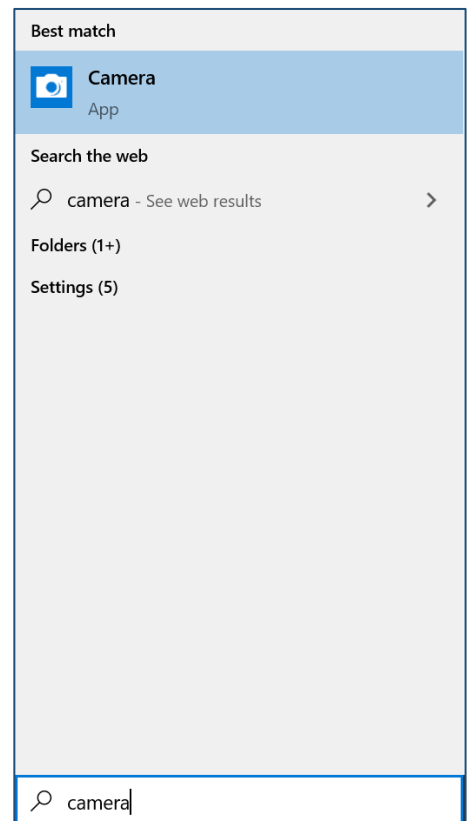 Best match
Camera
App
Search the web
camera - See web results
Folders (1+)
Settings (5)
camera